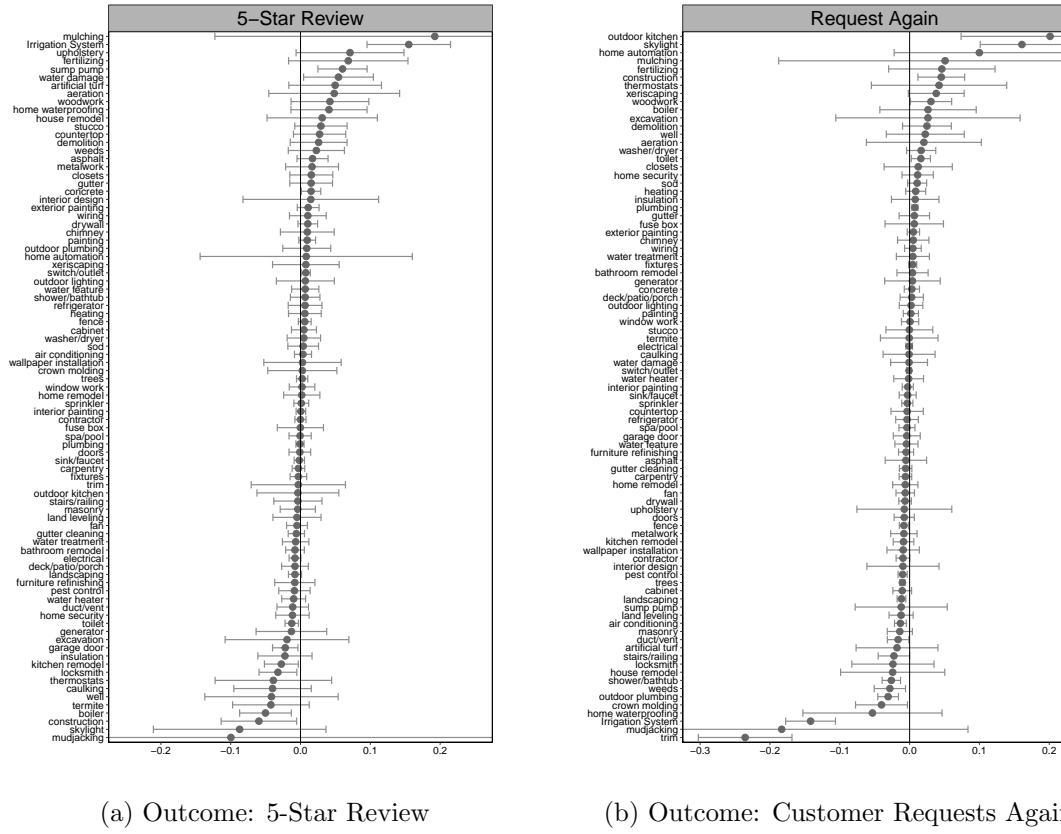 5−Star Review
mulching
Irrigation System
upholstery
fertilizing
sump pump
water damage
artificial turf
aeration
woodwork
home waterproofing
house remodel
stucco
countertop
demolition
weeds
asphalt
metalwork
closets
gutter
concrete
interior design
exterior painting
wiring
drywall
chimney
painting
outdoor plumbing
home automation
xeriscaping
switch/outlet
outdoor lighting
water feature
shower/bathtub
refrigerator
heating
fence
cabinet
washer/dryer
sod
air conditioning
wallpaper installation
crown molding
trees
window work
home remodel
sprinkler
interior painting
contractor
fuse box
spa/pool
plumbing
doors
sink/faucet
carpentry
fixtures
trim
outdoor kitchen
stairs/railing
masonry
land leveling
fan
gutter cleaning
water treatment
bathroom remodel
electrical
deck/patio/porch
landscaping
furniture refinishing
pest control
water heater
duct/vent
home security
toilet
generator
excavation
garage door
insulation
kitchen remodel
locksmith
thermostats
caulking
well
termite
boiler
construction
skylight
mudjacking
−0.2 −0.1 0.0 0.1 0.2
(a) Outcome: 5-Star Review
Request Again
outdoor kitchen
skylight
home automation
mulching
fertilizing
construction
thermostats
xeriscaping
woodwork
boiler
excavation
demolition
well
aeration
washer/dryer
toilet
closets
home security
sod
heating
insulation
plumbing
gutter
fuse box
exterior painting
chimney
wiring
water treatment
fixtures
bathroom remodel
generator
concrete
deck/patio/porch
outdoor lighting
painting
window work
stucco
termite
electrical
caulking
water damage
switch/outlet
water heater
interior painting
sink/faucet
sprinkler
countertop
refrigerator
spa/pool
garage door
water feature
furniture refinishing
asphalt
gutter cleaning
carpentry
home remodel
fan
drywall
upholstery
doors
fence
metalwork
kitchen remodel
wallpaper installation
contractor
interior design
pest control
trees
cabinet
landscaping
sump pump
land leveling
air conditioning
masonry
duct/vent
artificial turf
stairs/railing
locksmith
house remodel
shower/bathtub
weeds
outdoor plumbing
crown molding
home waterproofing
Irrigation System
mudjacking
trim
−0.3 −0.2 −0.1 0.0 0.1 0.2
(b) Outcome: Customer Requests Again